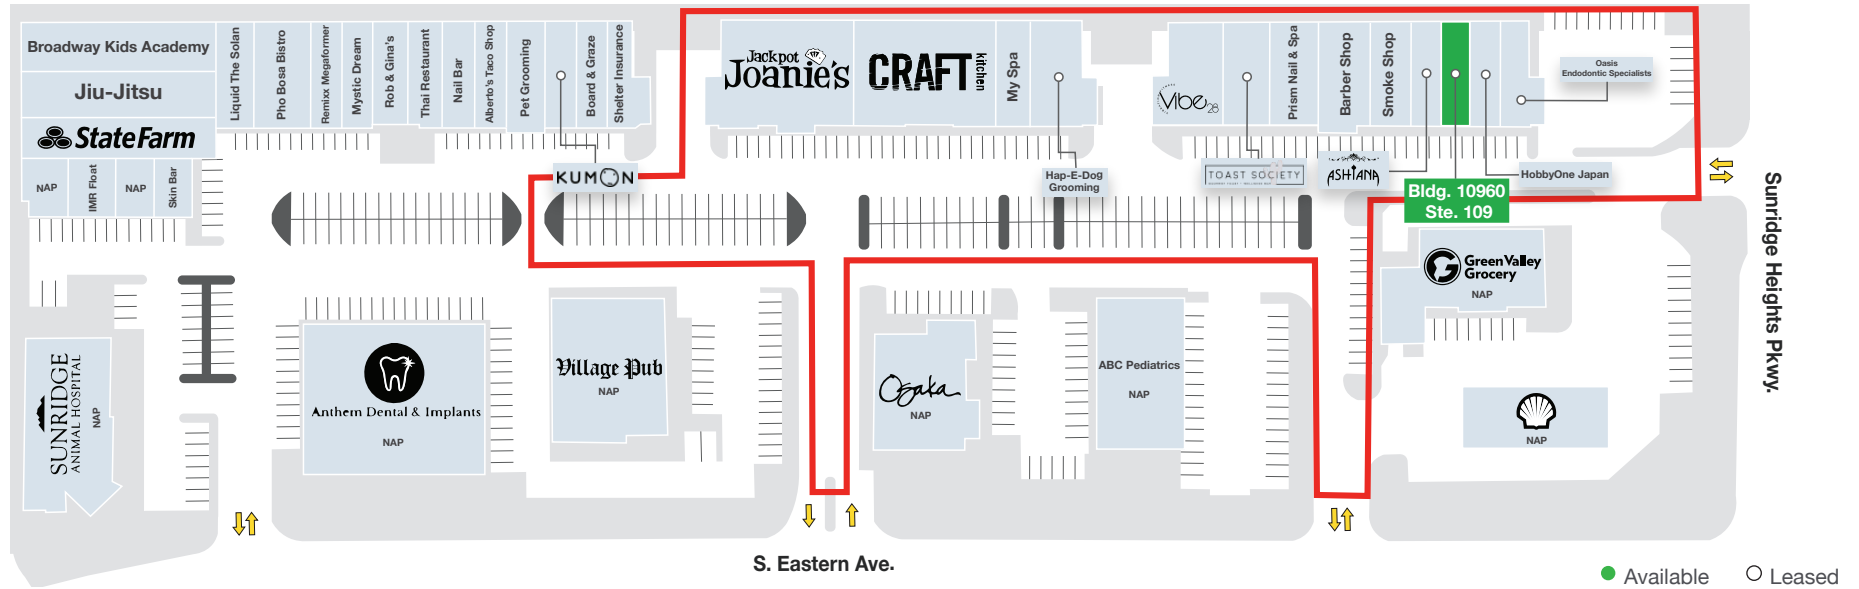 Broadway Kids Academy
Jiu-Jitsu
StateFarm
NAP
IMR Float
NAP
Skin Bar
Liquid The Solan
Pho Bosa Bistro
Remixx Megaformer
Mystic Dream
Rob & Gina's
Thai Restaurant
Nail Bar
Alberto's Taco Shop
Pet Grooming
Board & Graze
Shelter Insurance
KUMON
Jackpot
Joanie's
CRAFT
kitchen
My Spa
Hap-E-Dog
Grooming
Vibe28
Prism Nail & Spa
Barber Shop
Smoke Shop
TOAST SOCIETY
ASHIANA
Bldg. 10960
Ste. 109
HobbyOne Japan
Oasis
Endodontic Specialists
Sunridge Heights Pkwy.
GreenValley
Grocery
NAP
SUNRIDGE
ANIMAL HOSPITAL
NAP
Anthem Dental & Implants
NAP
Village Pub
NAP
Osaka
NAP
ABC Pediatrics
NAP
NAP
S. Eastern Ave.
Available
Leased